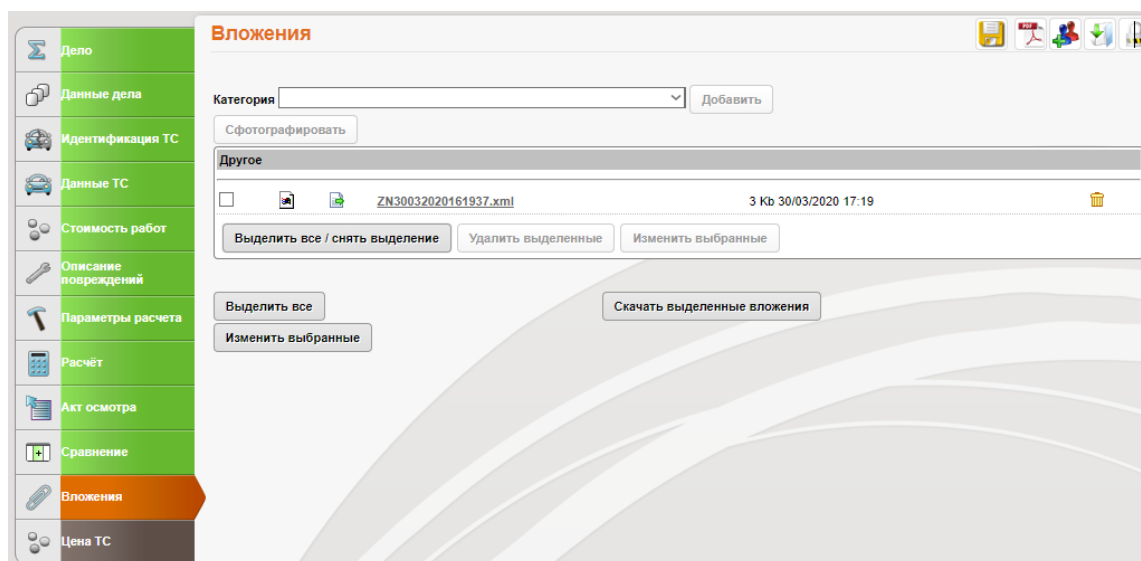 Вложения
PDF
Дело
Данные дела
Идентификация ТС
Данные ТС
Стоимость работ
Описание
повреждений
Параметры расчета
Расчёт
Акт осмотра
Сравнение
Вложения
Цена ТС
Категория
Добавить
Сфотографировать
Другое
ZN30032020161937.xml 3 Kb 30/03/2020 17:19
Выделить все / снять выделение Удалить выделенные Изменить выбранные
Выделить все Скачать выделенные вложения
Изменить выбранные